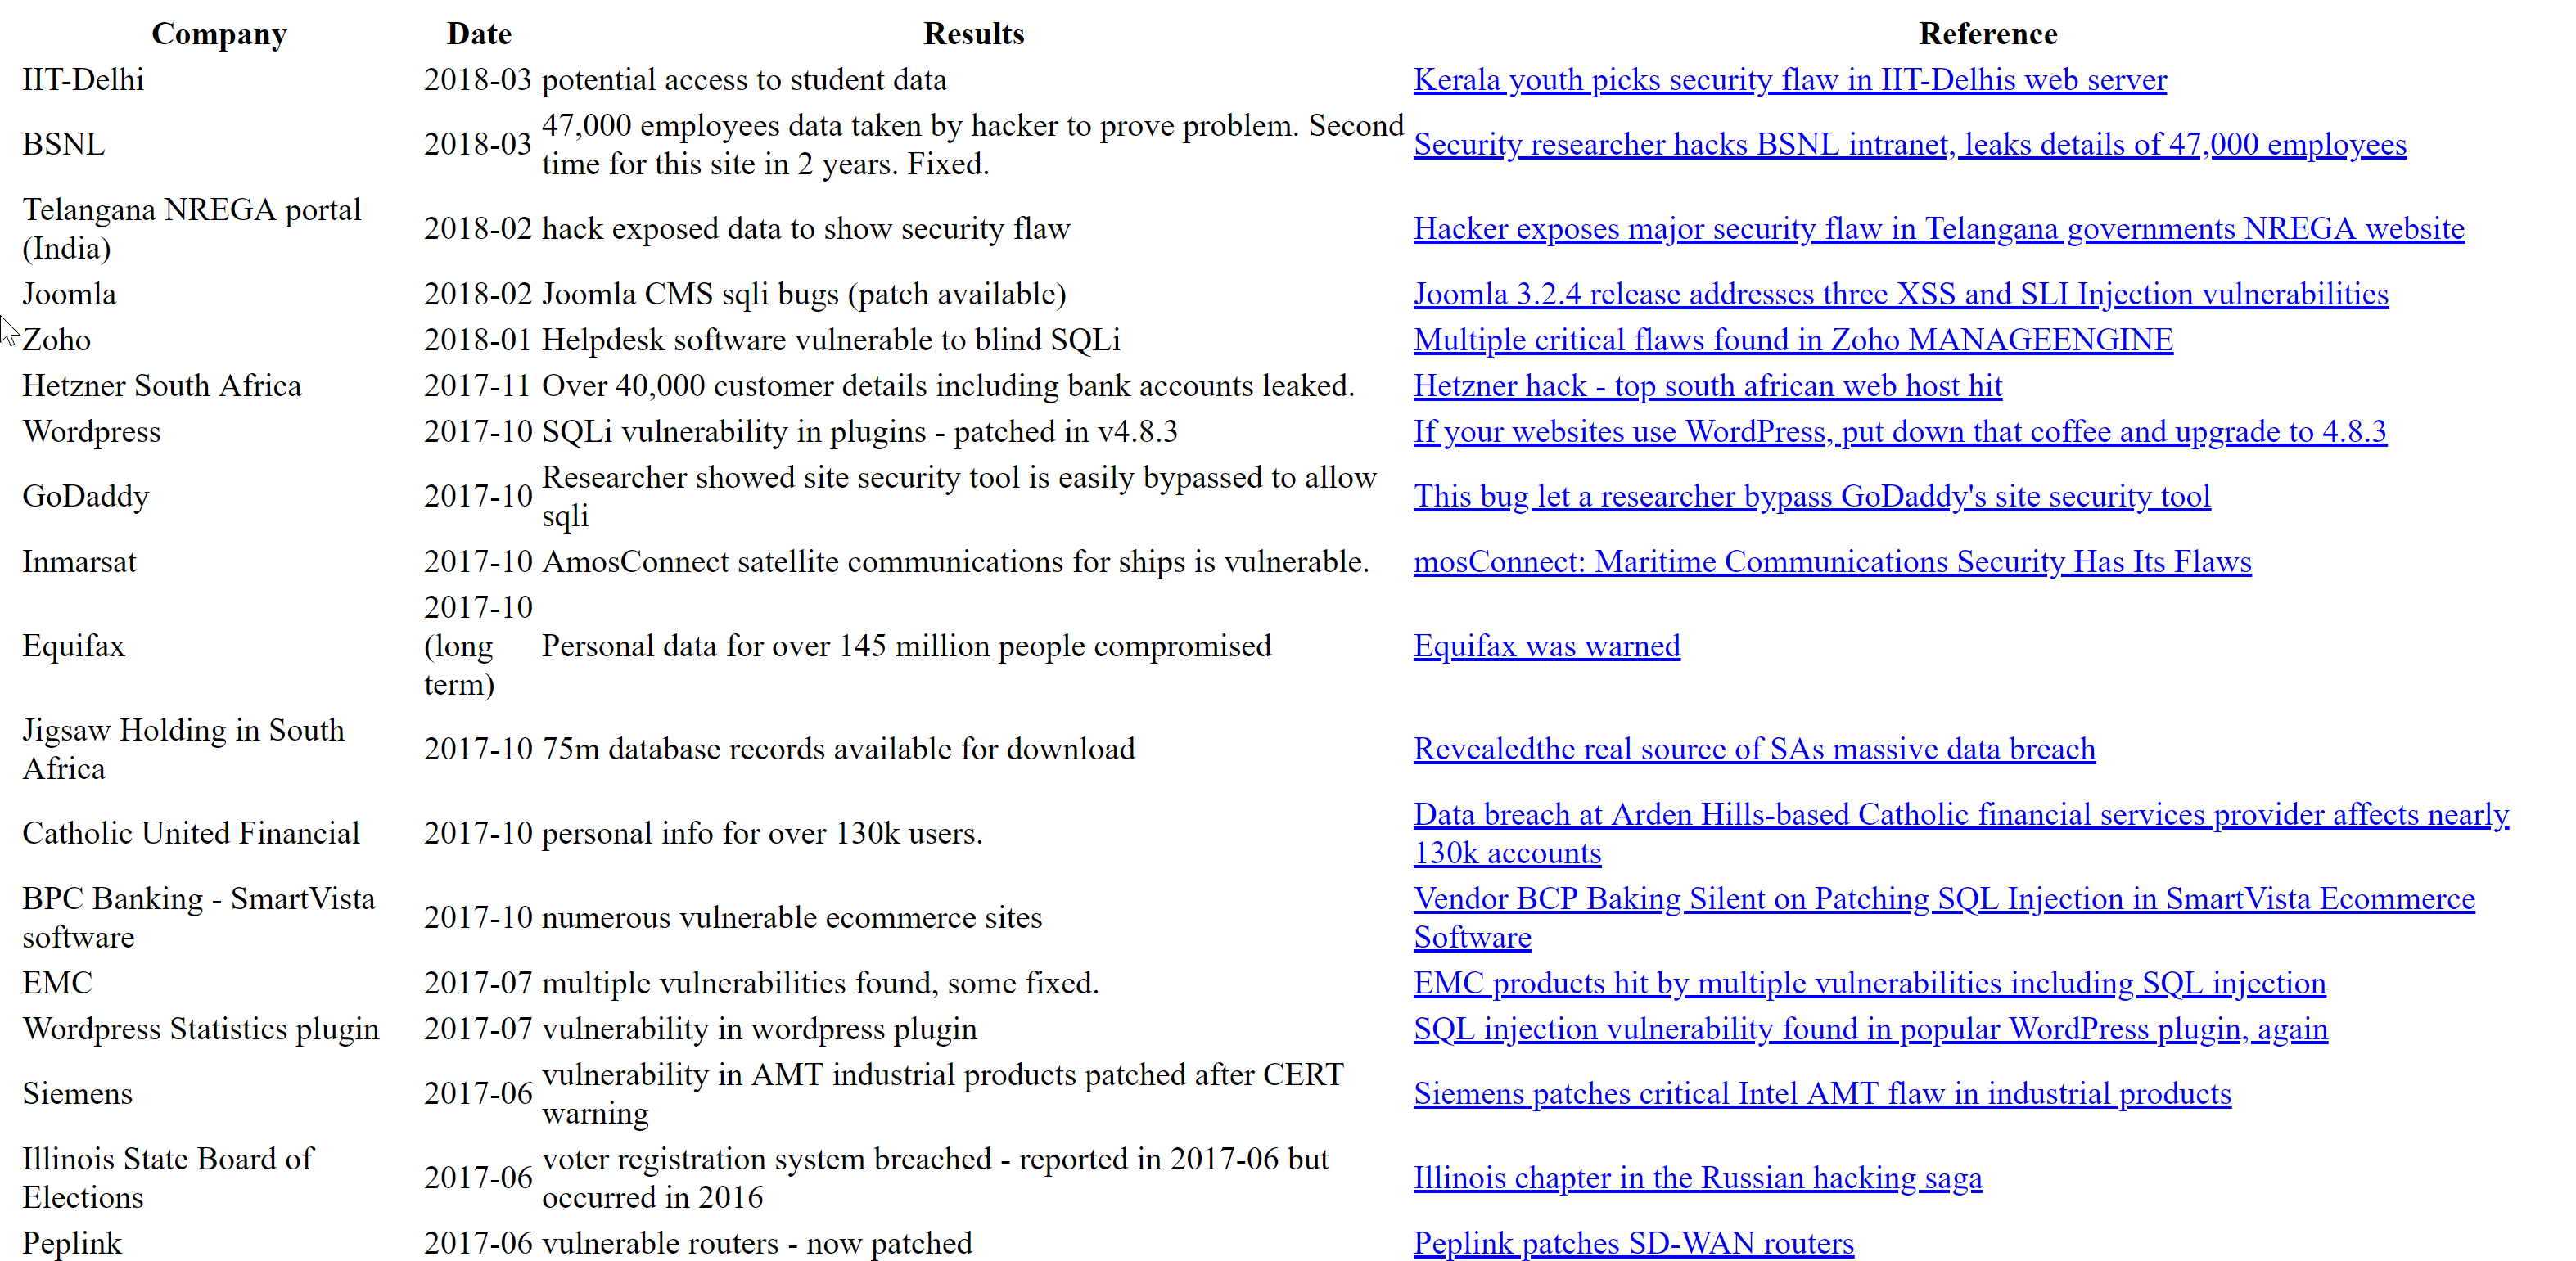 Company Date Results Reference
IIT-Delhi 2018-03 potential access to student data Kerala youth picks security flaw in IIT-Delhis web server
BSNL 2018-03 47,000 employees data taken by hacker to prove problem. Second
time for this site in 2 years. Fixed. Security researcher hacks BSNL intranet, leaks details of 47,000 employees
Telangana NREGA portal
(India) 2018-02 hack exposed data to show security flaw Hacker exposes major security flaw in Telangana governments NREGA website
Joomla 2018-02 Joomla CMS sqli bugs (patch available) Joomla 3.2.4 release addresses three XSS and SLI Injection vulnerabilities
Zoho 2018-01 Helpdesk software vulnerable to blind SQLi Multiple critical flaws found in Zoho MANAGEENGINE
Hetzner South Africa 2017-11 Over 40,000 customer details including bank accounts leaked. Hetzner hack - top south african web host hit
Wordpress 2017-10 SQLi vulnerability in plugins - patched in v4.8.3 If your websites use WordPress, put down that coffee and upgrade to 4.8.3
GoDaddy 2017-10 Researcher showed site security tool is easily bypassed to allow
sqli This bug let a researcher bypass GoDaddy's site security tool
Inmarsat 2017-10 AmosConnect satellite communications for ships is vulnerable. mosConnect: Maritime Communications Security Has Its Flaws
Equifax 2017-10
(long
term) Personal data for over 145 million people compromised Equifax was warned
Jigsaw Holding in South
Africa 2017-10 75m database records available for download Revealedthe real source of SAs massive data breach
Catholic United Financial 2017-10 personal info for over 130k users. Data breach at Arden Hills-based Catholic financial services provider affects nearly
130k accounts
BPC Banking - SmartVista
software 2017-10 numerous vulnerable ecommerce sites Vendor BCP Baking Silent on Patching SQL Injection in SmartVista Ecommerce
Software
EMC 2017-07 multiple vulnerabilities found, some fixed. EMC products hit by multiple vulnerabilities including SQL injection
Wordpress Statistics plugin 2017-07 vulnerability in wordpress plugin SQL injection vulnerability found in popular WordPress plugin, again
Siemens 2017-06 vulnerability in AMT industrial products patched after CERT
warning Siemens patches critical Intel AMT flaw in industrial products
Illinois State Board of
Elections 2017-06 voter registration system breached - reported in 2017-06 but
occurred in 2016 Illinois chapter in the Russian hacking saga
Peplink 2017-06 vulnerable routers - now patched Peplink patches SD-WAN routers